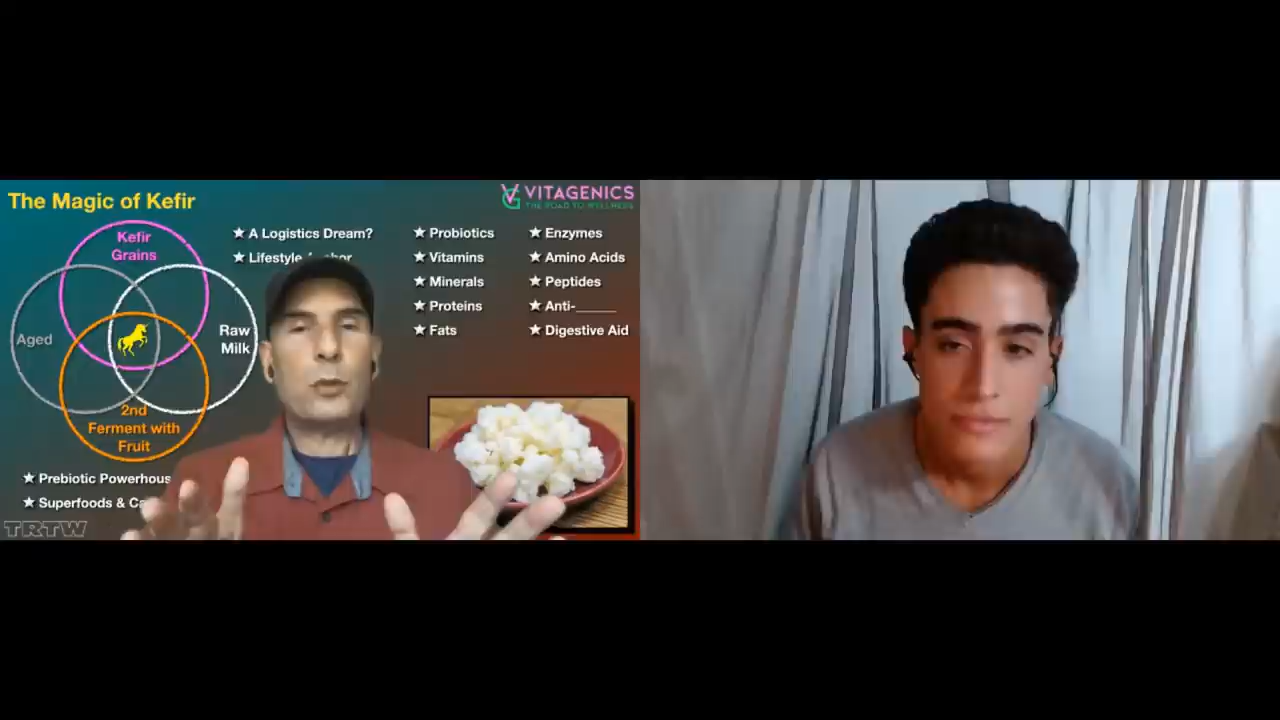 The Magic of Kefir
VITAGENICS
THE ROAD TO WELLNESS
Kefir
Grains
Aged
Raw
Milk
2nd
Ferment with
Fruit
★ A Logistics Dream?
★ Lifestyle
★ Probiotics
★ Vitamins
★ Minerals
★ Proteins
★ Fats
★ Enzymes
★ Amino Acids
★ Peptides
★ Anti-______
★ Digestive Aid
★ Prebiotic Powerhous
★ Superfoods & Ca
TRTW